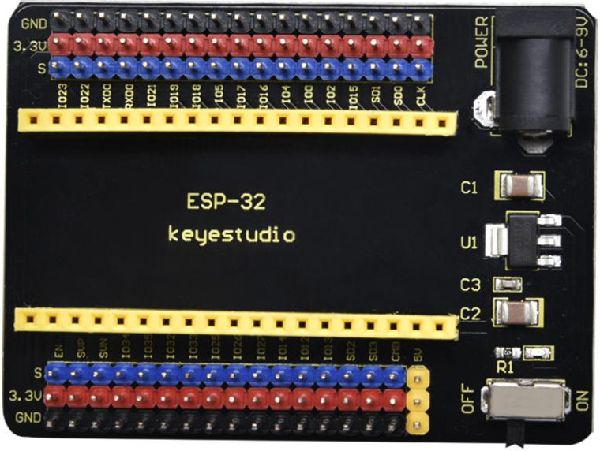 GND
3.3V
S
IO23 IO22 TXD0 RXD0 IO21 IO19 IO18 IO5 IO17 IO16 IO4 IO0 IO2 IO15 SD1 SD0 CLK
POWER
DC:6-9V
ESP-32
keyestudio
C1
U1
C3
C2
R1
EN SVP SVN IO34 IO35 IO32 IO33 IO25 IO26 IO27 IO14 IO12 IO13 SD2 SD3 CMD 5V
S
3.3V
GND
OFF
ON